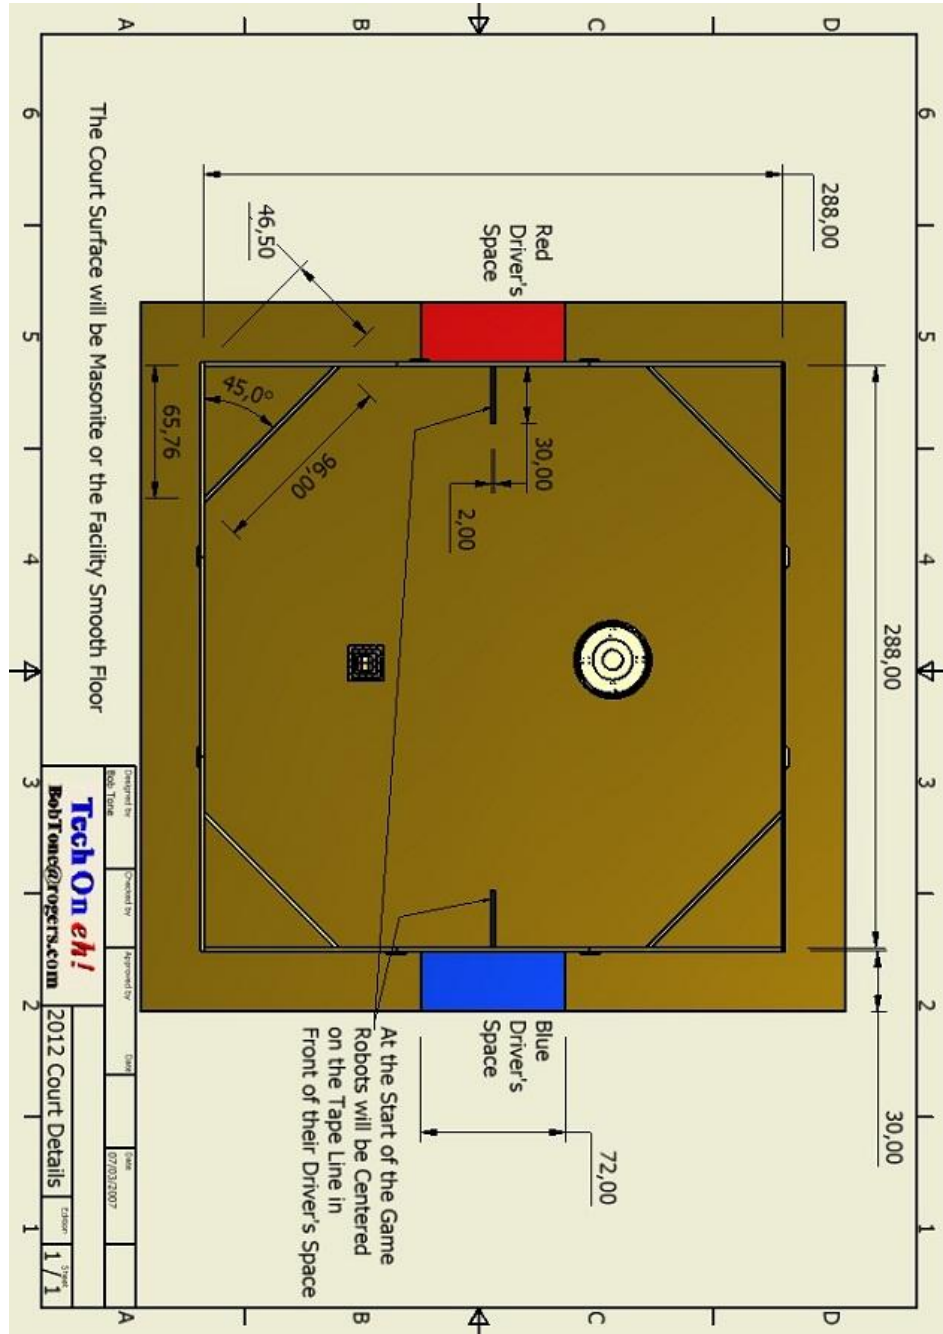 6 5 4 3 2 1
D D
288,00 30,00
288,00
72,00
C C
Red
Driver's
Space
Blue
Driver's
Space
30,00
2,00
At the Start of the Game
Robots will be Centered
on the Tape Line in
Front of their Driver's Space
B B
96,00
46,50
45,0°
65,76
A A
The Court Surface will be Masonite or the Facility Smooth Floor
Designed by
Bob Tone
Checked by
Approved by
Date
Date
07/03/2007
Tech On eh!
BobTone@rogers.com
2012 Court Details
Edition
Sheet
1 / 1
6 5 4 3 2 1